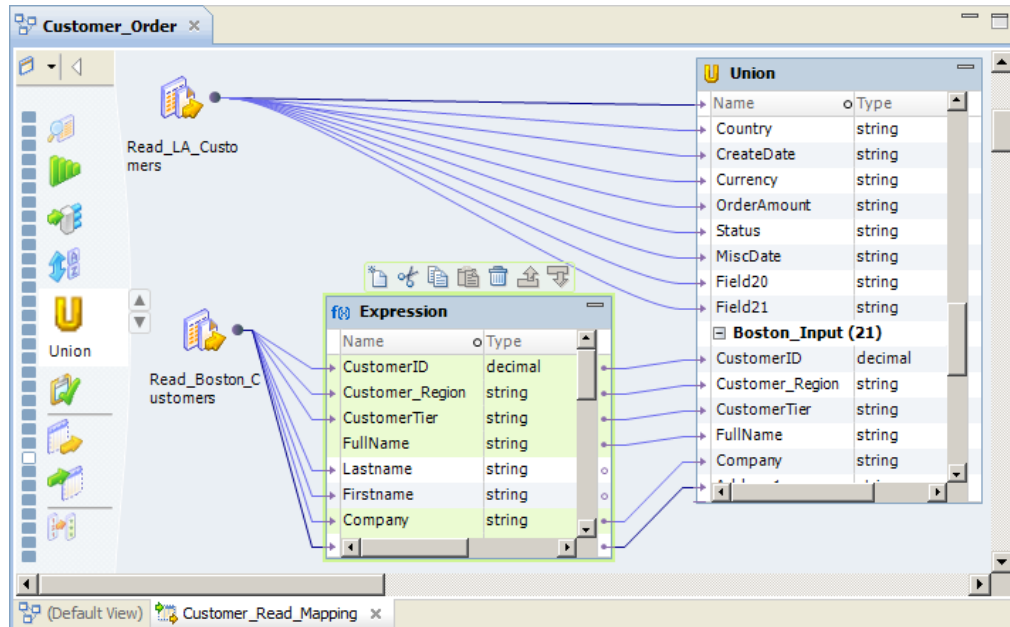 Customer_Order
Read_LA_Custo
mers
Union
Read_Boston_C
ustomers
f(x) Expression
Name Type
CustomerID decimal
Customer_Region string
CustomerTier string
FullName string
Lastname string
Firstname string
Company string
Union
Name Type
Country string
CreateDate string
Currency string
OrderAmount string
Status string
MiscDate string
Field20 string
Field21 string
Boston_Input (21)
CustomerID decimal
Customer_Region string
CustomerTier string
FullName string
Company string
(Default View) Customer_Read_Mapping